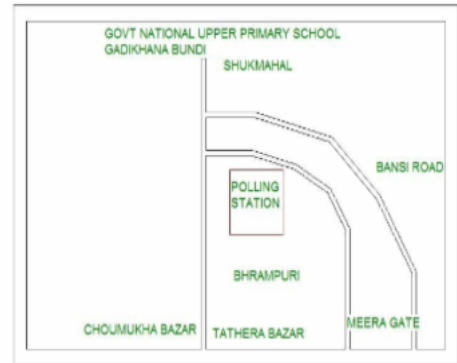 GOVT NATIONAL UPPER PRIMARY SCHOOL
GADIKHANA BUNDI
SHUKMAHAL
BANSI ROAD
POLLING
STATION
BHRAMPURI
MEERA GATE
CHOUMUKHA BAZAR
TATHERA BAZAR